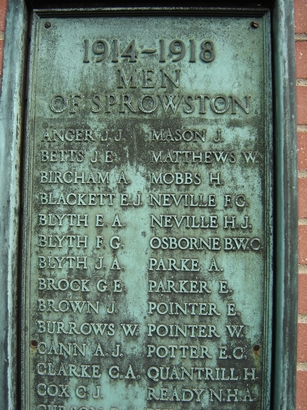 1914-1918
MEN
OF SPROWSTON
ANGER J.J. MASON J.
BETTS J.E. MATTHEWS W.
BIRCHAM A. MOBBS H.
BLACKETT E.J. NEVILLE F.G.
BLYTH E.A. NEVILLE H.J.
BLYTH F.G. OSBORNE B.W.C.
BLYTH J.A. PARKE A.
BROCK G.E. PARKER E.
BROWN J. POINTER E.
BURROWS W. POINTER W.
CANN A.J. POTTER E.C.
CLARKE C.A. QUANTRILL H.
COX C.J. READY N.H.A.